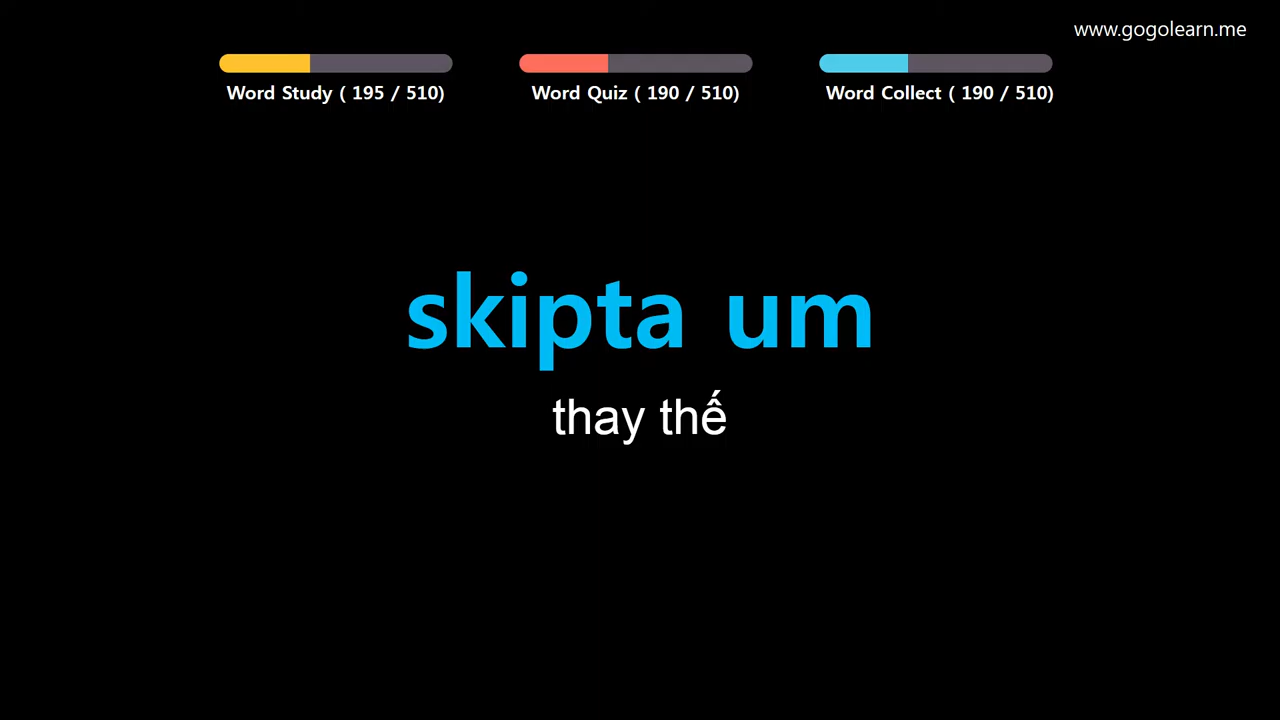 www.gogolearn.me
Word Study ( 195 / 510)
Word Quiz ( 190 / 510)
Word Collect ( 190 / 510)
skipta um
thay thế